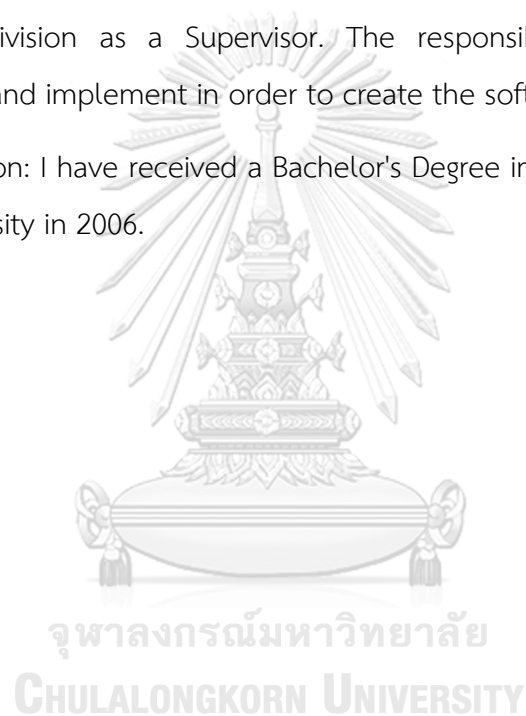 ivision as a Supervisor. The responsi
and implement in order to create the soft
on: I have received a Bachelor's Degree in
sity in 2006.
จุฬาลงกรณ์มหาวิทยาลัย
CHULALONGKORN UNIVERSITY